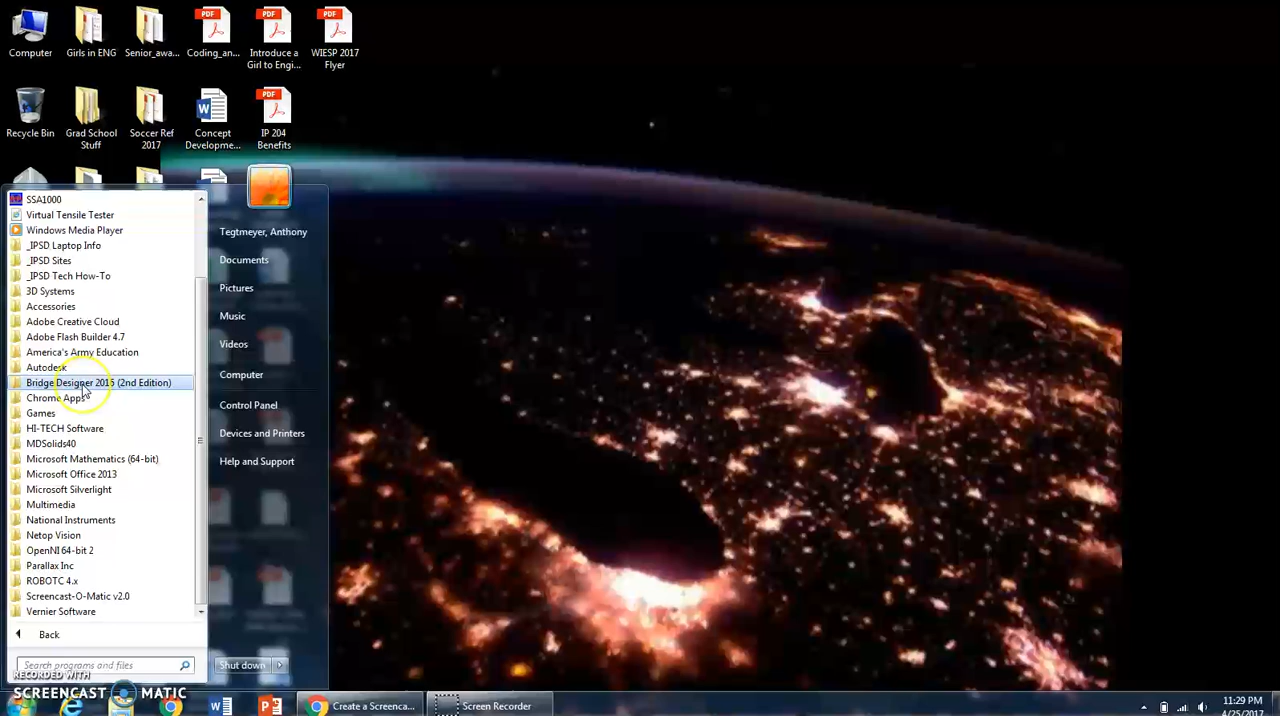 Computer
Girls in ENG
Senior_awa...
Coding_an...
Introduce a
Girl to Engi...
WIESP 2017
Flyer
Recycle Bin
Grad School
Stuff
Soccer Ref
2017
Concept
Developme...
IP 204
Benefits
SSA1000
Virtual Tensile Tester
Windows Media Player
_IPSD Laptop Info
_IPSD Sites
_IPSD Tech How-To
3D Systems
Accessories
Adobe Creative Cloud
Adobe Flash Builder 4.7
America's Army Education
Autodesk
Bridge Designer 2016 (2nd Edition)
Chrome Apps
Games
HI-TECH Software
MDSolids40
Microsoft Mathematics (64-bit)
Microsoft Office 2013
Microsoft Silverlight
Multimedia
National Instruments
Netop Vision
OpenNI 64-bit 2
Parallax Inc
ROBOTC 4.x
Screencast-O-Matic v2.0
Vernier Software
Back
Search programs and files
Tegtmeyer, Anthony
Documents
Pictures
Music
Videos
Computer
Control Panel
Devices and Printers
Help and Support
Shut down
RECORDED WITH
SCREENCAST MATIC
Create a Screenca...
Screen Recorder
11:29 PM
4/25/2017